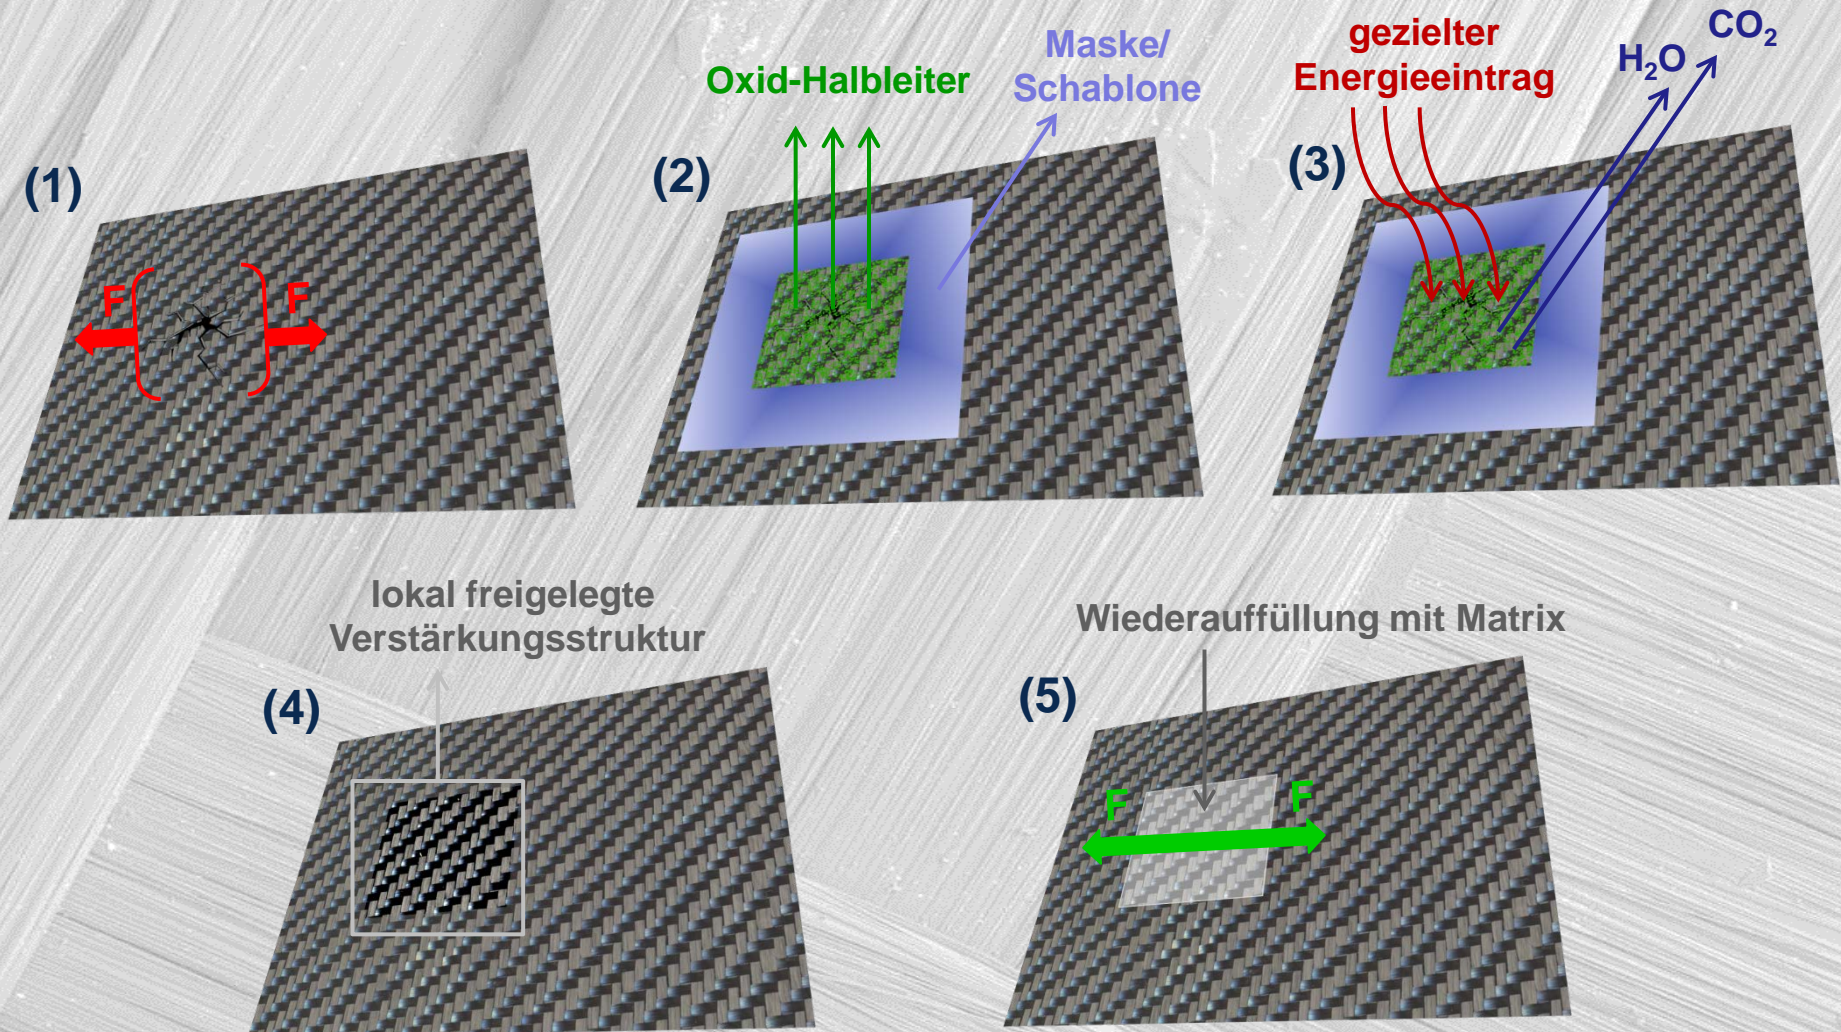 (1)
F
F
(2)
Oxid-Halbleiter
Maske/
Schablone
(3)
gezielter
Energieeintrag
H₂O
CO₂
(4)
lokal freigelegte
Verstärkungsstruktur
(5)
Wiederauffüllung mit Matrix
F
F